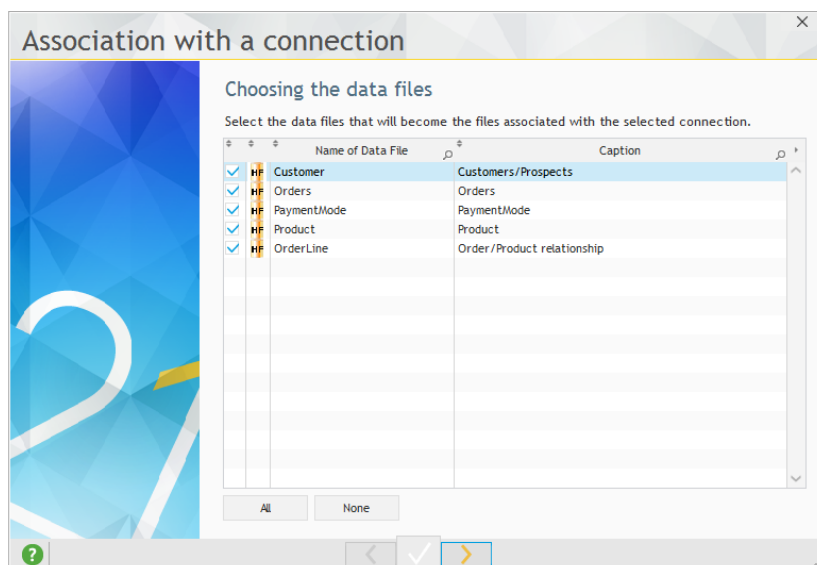 Association with a connection
Choosing the data files
Select the data files that will become the files associated with the selected connection.
Name of Data File Caption
HF Customer Customers/Prospects
HF Orders Orders
HF PaymentMode PaymentMode
HF Product Product
HF OrderLine Order/Product relationship
All None
?